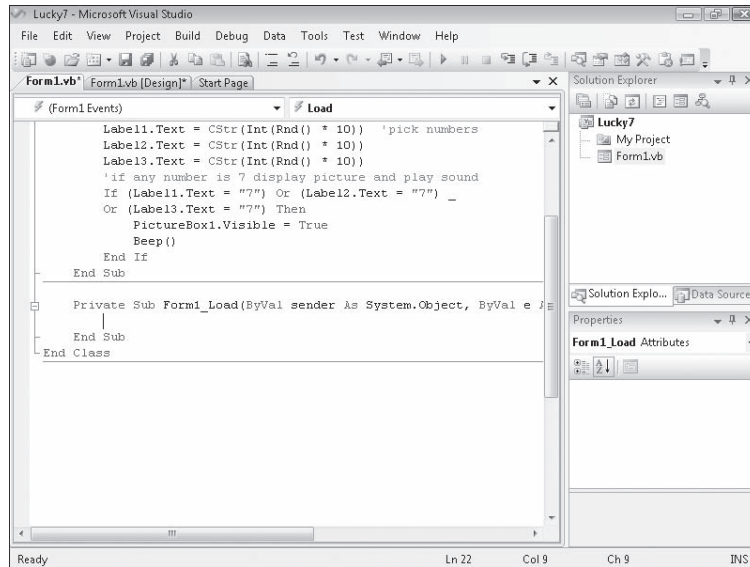 Lucky7 - Microsoft Visual Studio
File Edit View Project Build Debug Data Tools Test Window Help
Form1.vb* Form1.vb [Design]* Start Page
(Form1 Events) Load
Label1.Text = CStr(Int(Rnd() * 10)) 'pick numbers
Label2.Text = CStr(Int(Rnd() * 10))
Label3.Text = CStr(Int(Rnd() * 10))
'if any number is 7 display picture and play sound
If (Label1.Text = "7") Or (Label2.Text = "7") _
Or (Label3.Text = "7") Then
PictureBox1.Visible = True
Beep()
End If
End Sub
Private Sub Form1_Load(ByVal sender As System.Object, ByVal e
End Sub
End Class
Solution Explorer
Lucky7
My Project
Form1.vb
Solution Explo... Data Source
Properties
Form1_Load Attributes
Ready Ln 22 Col 9 Ch 9 INS